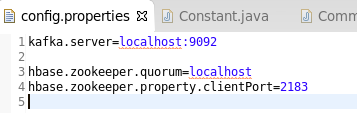 config.properties
Constant.java
Comm
1 kafka.server=localhost:9092
2
3 hbase.zookeeper.quorum=localhost
4 hbase.zookeeper.property.clientPort=2183
5